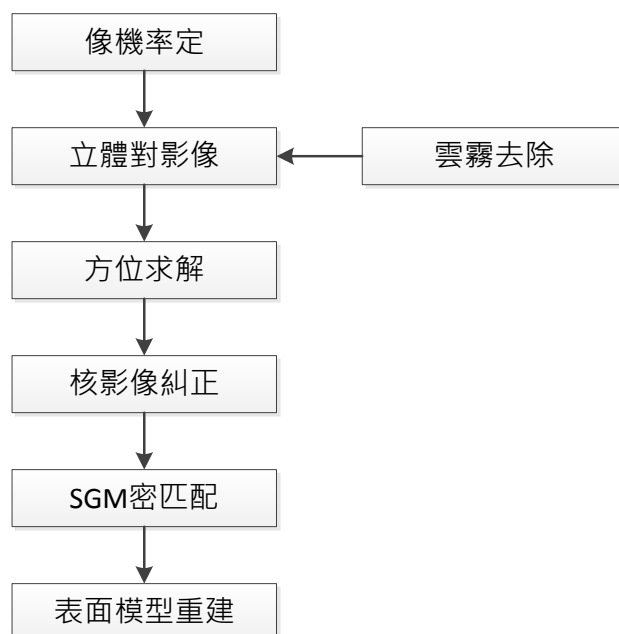 像機率定
立體對影像
雲霧去除
方位求解
核影像糾正
SGM密匹配
表面模型重建